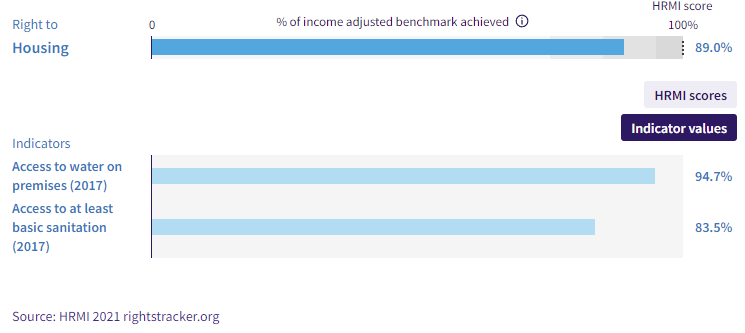 HRMI score
Right to
0
% of income adjusted benchmark achieved
100%
Housing
89.0%
HRMI scores
Indicator values
Indicators
Access to water on
premises (2017)
94.7%
Access to at least
basic sanitation
(2017)
83.5%
Source: HRMI 2021 rightstracker.org